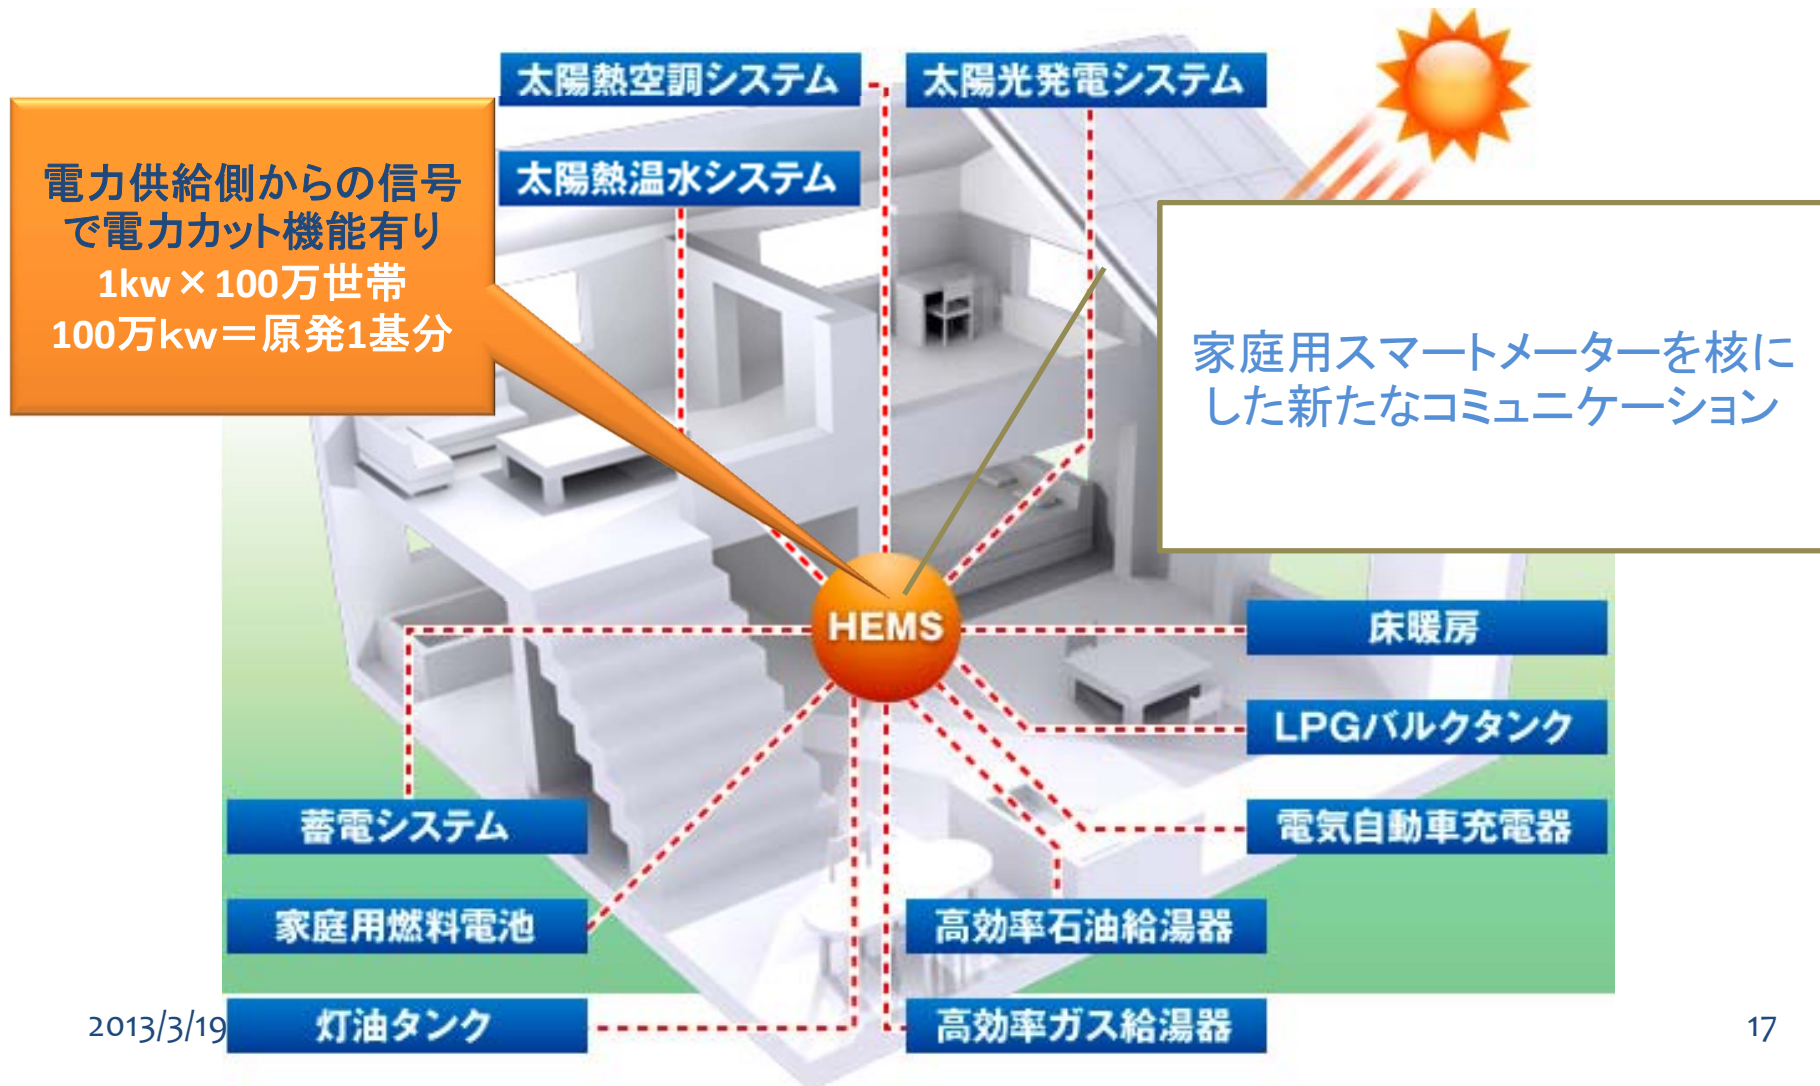 太陽熱空調システム
太陽光発電システム
太陽熱温水システム
電力供給側からの信号
で電力カット機能有り
1kw×100万世帯
100万kw＝原発1基分
家庭用スマートメーターを核に
した新たなコミュニケーション
HEMS
床暖房
LPGバルクタンク
蓄電システム
電気自動車充電器
家庭用燃料電池
高効率石油給湯器
灯油タンク
高効率ガス給湯器
2013/3/19
17